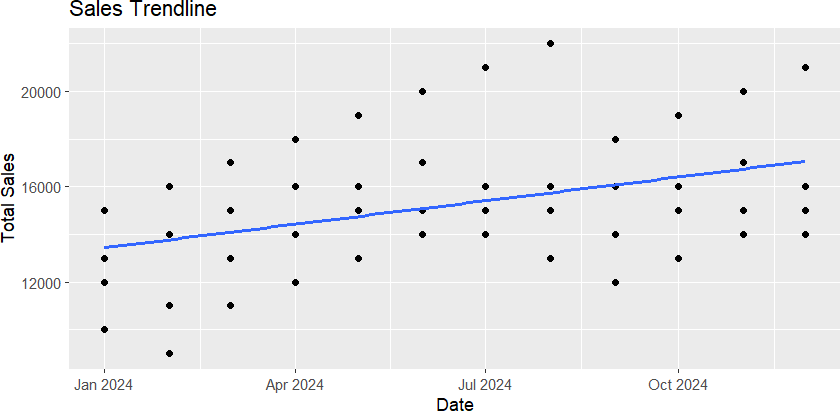 Sales Trendline
Total Sales
20000
16000
12000
Jan 2024 Apr 2024 Jul 2024 Oct 2024
Date